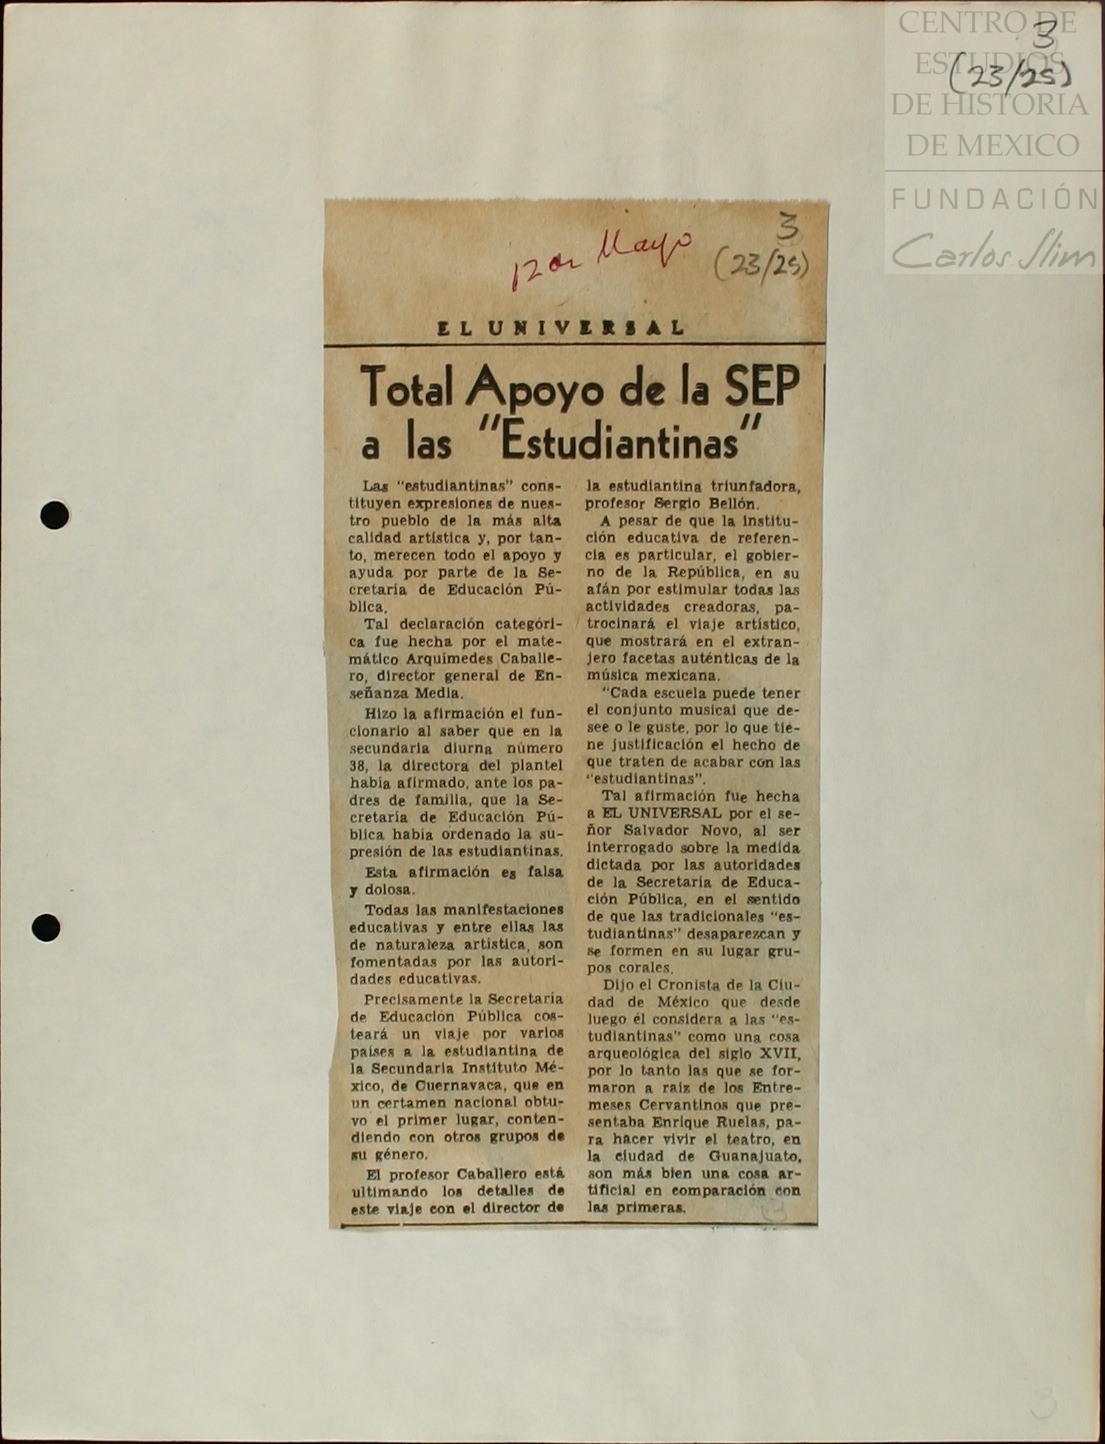 CENTRO DE
ESTUDIOS
DE HISTORIA
DE MEXICO
FUNDACIÓN
Carlos Slim
3
(23/25)
12 de Mayo
3
(23/25)
EL UNIVERSAL
Total Apoyo de la SEP
a las "Estudiantinas"
Las "estudiantinas" cons-
tituyen expresiones de nues-
tro pueblo de la más alta
calidad artística y, por tan-
to, merecen todo el apoyo y
ayuda por parte de la Se-
cretaría de Educación Pú-
blica.
Tal declaración categóri-
ca fue hecha por el mate-
mático Arquímedes Caballe-
ro, director general de En-
señanza Media.
Hizo la afirmación el fun-
cionario al saber que en la
secundaria diurna número
38, la directora del plantel
había afirmado, ante los pa-
dres de familia, que la Se-
cretaría de Educación Pú-
blica había ordenado la su-
presión de las estudiantinas.
Esta afirmación es falsa
y dolosa.
Todas las manifestaciones
educativas y entre ellas las
de naturaleza artística, son
fomentadas por las autori-
dades educativas.
Precisamente la Secretaría
de Educación Pública cos-
teará un viaje por varios
países a la estudiantina de
la Secundaria Instituto Mé-
xico, de Cuernavaca, que en
un certamen nacional obtu-
vo el primer lugar, conten-
diendo con otros grupos de
su género.
El profesor Caballero está
ultimando los detalles de
este viaje con el director de
la estudiantina triunfadora,
profesor Sergio Bellón.
A pesar de que la institu-
ción educativa de referen-
cia es particular, el gobier-
no de la República, en su
afán por estimular todas las
actividades creadoras, pa-
trocinará el viaje artístico,
que mostrará en el extran-
jero facetas auténticas de la
música mexicana.
"Cada escuela puede tener
el conjunto musical que de-
see o le guste, por lo que tie-
ne justificación el hecho de
que traten de acabar con las
"estudiantinas".
Tal afirmación fue hecha
a EL UNIVERSAL por el se-
ñor Salvador Novo, al ser
interrogado sobre la medida
dictada por las autoridades
de la Secretaría de Educa-
ción Pública, en el sentido
de que las tradicionales "es-
tudiantinas" desaparezcan y
se formen en su lugar gru-
pos corales.
Dijo el Cronista de la Ciu-
dad de México que desde
luego él considera a las "es-
tudiantinas" como una cosa
arqueológica del siglo XVII,
por lo tanto las que se for-
maron a raíz de los Entre-
meses Cervantinos que pre-
sentaba Enrique Ruelas, pa-
ra hacer vivir el teatro, en
la ciudad de Guanajuato,
son más bien una cosa ar-
tificial en comparación con
las primeras.
3